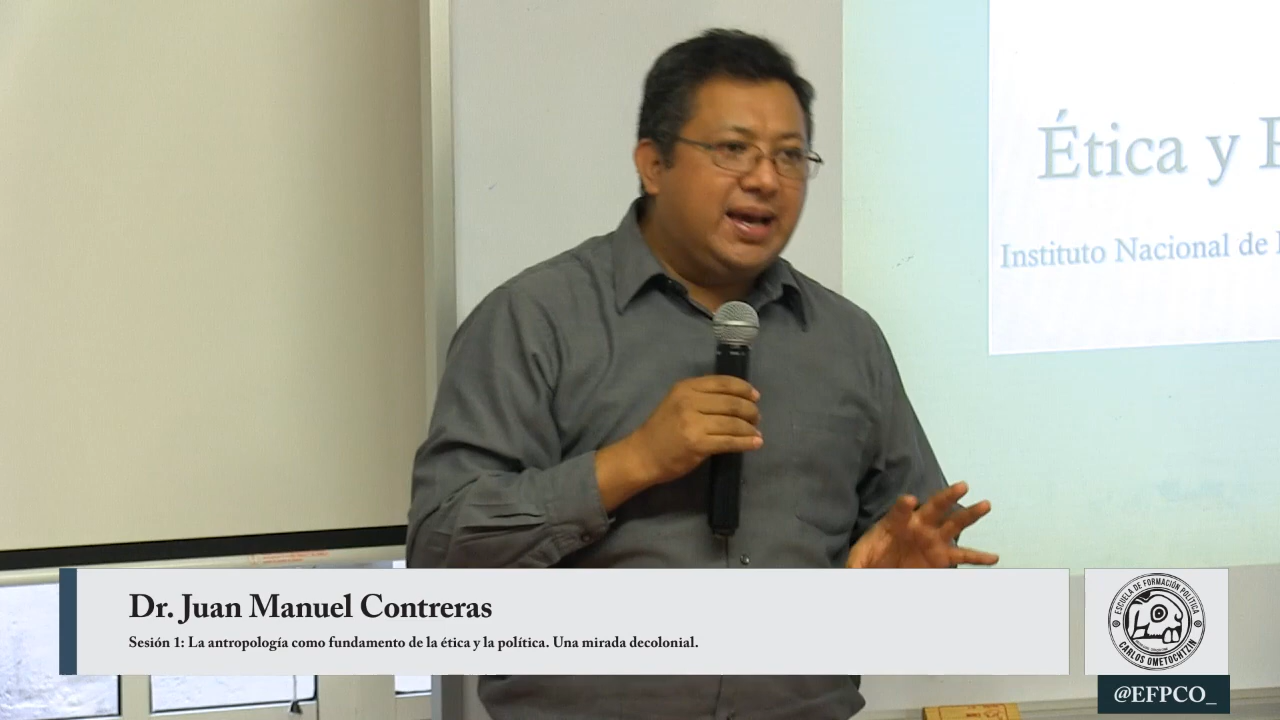 Ética y
Instituto Nacional de
Dr. Juan Manuel Contreras
Sesión 1: La antropología como fundamento de la ética y la política. Una mirada decolonial.
ESCUELA DE FORMACIÓN POLÍTICA
CARLOS OMETOCHTZIN
@EFPCO_